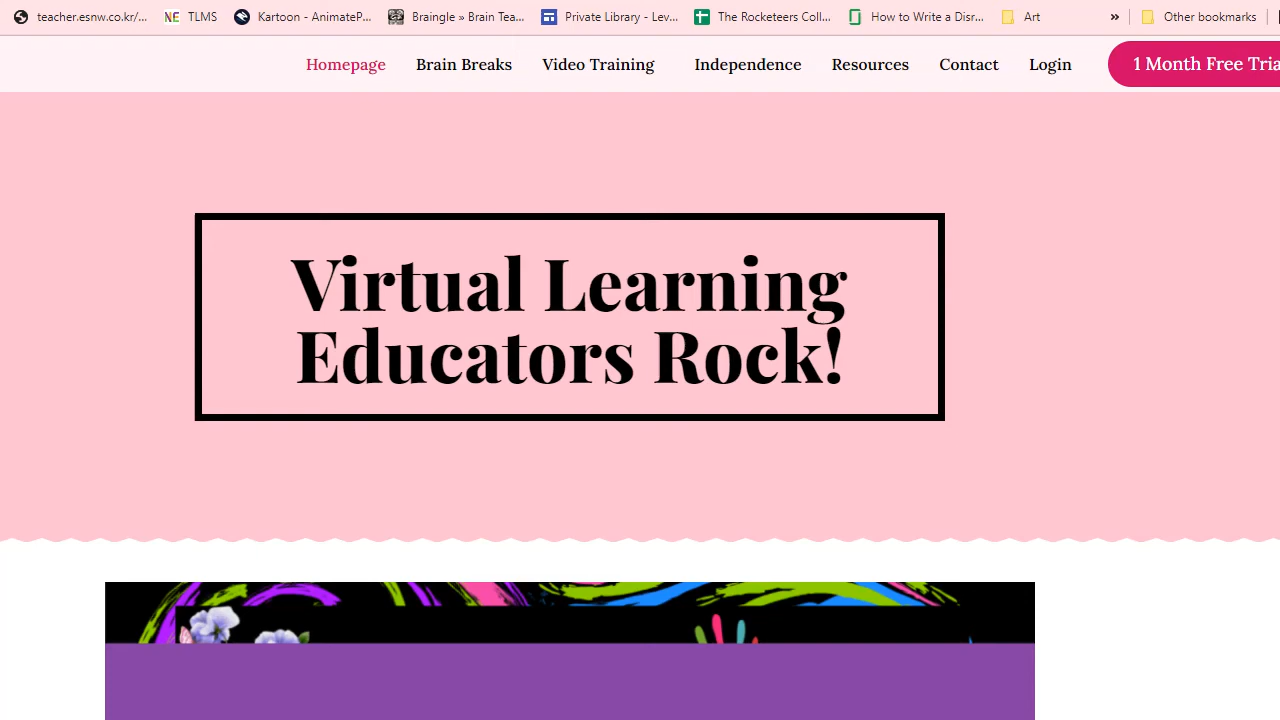 teacher.esnw.co.kr/... TLMS Kartoon - AnimateP... Braingle » Brain Tea... Private Library - Lev... The Rocketeers Coll... How to Write a Disr... Art » Other bookmarks
Homepage Brain Breaks Video Training Independence Resources Contact Login 1 Month Free Tria
Virtual Learning
Educators Rock!